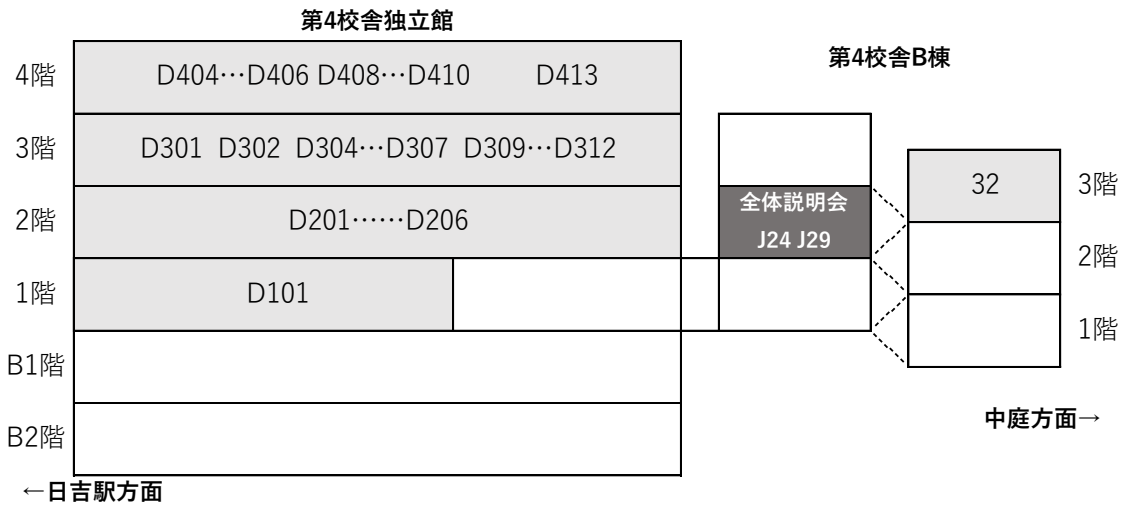 第4校舎独立館
第4校舎B棟
4階
D404…D406 D408…D410 D413
3階
D301 D302 D304…D307 D309…D312
2階
D201……D206
全体説明会
J24 J29
32
3階
2階
1階
1階
D101
B1階
B2階
中庭方面→
←日吉駅方面